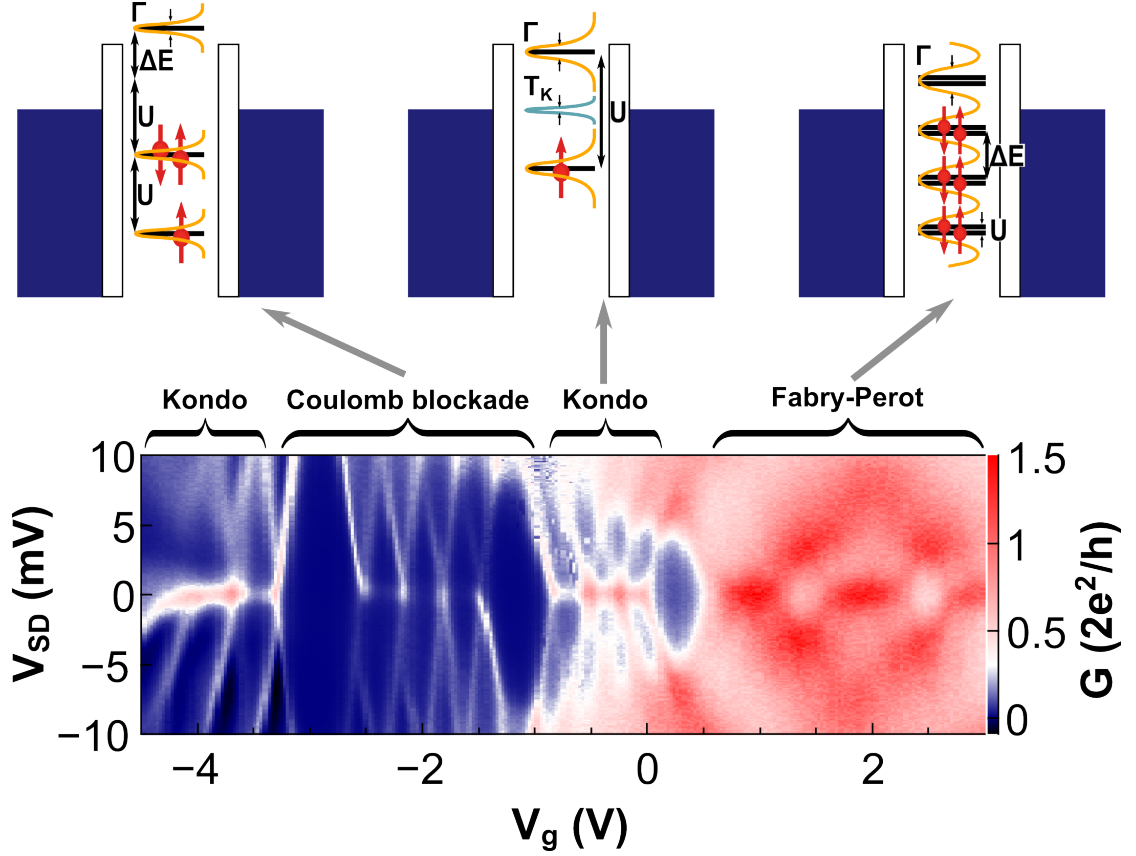 Γ
ΔE
U
U
Γ
T_K
U
Γ
ΔE
U
Kondo
Coulomb blockade
Kondo
Fabry-Perot
10
5
0
−5
−10
V_SD (mV)
−4
−2
0
2
V_g (V)
1.5
1
0.5
0
G (2e²/h)